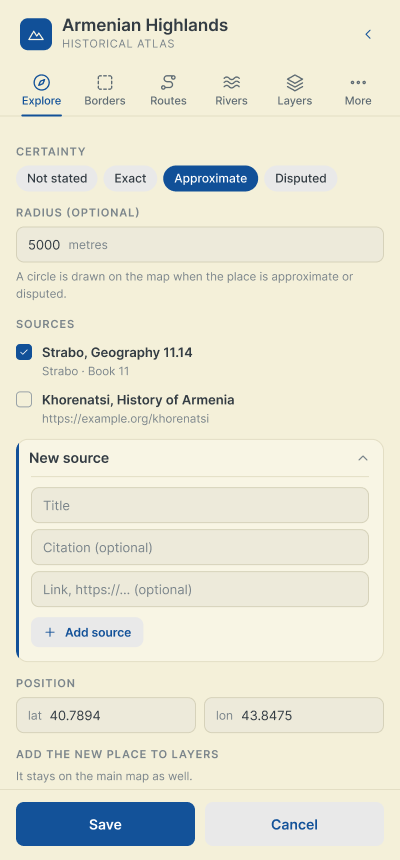 Armenian Highlands
HISTORICAL ATLAS
Explore
Borders
Routes
Rivers
Layers
More
CERTAINTY
Not stated
Exact
Approximate
Disputed
RADIUS (OPTIONAL)
5000 metres
A circle is drawn on the map when the place is approximate or
disputed.
SOURCES
Strabo, Geography 11.14
Strabo · Book 11
Khorenatsi, History of Armenia
https://example.org/khorenatsi
New source
Title
Citation (optional)
Link, https://... (optional)
Add source
POSITION
lat 40.7894
lon 43.8475
ADD THE NEW PLACE TO LAYERS
It stays on the main map as well.
Save
Cancel